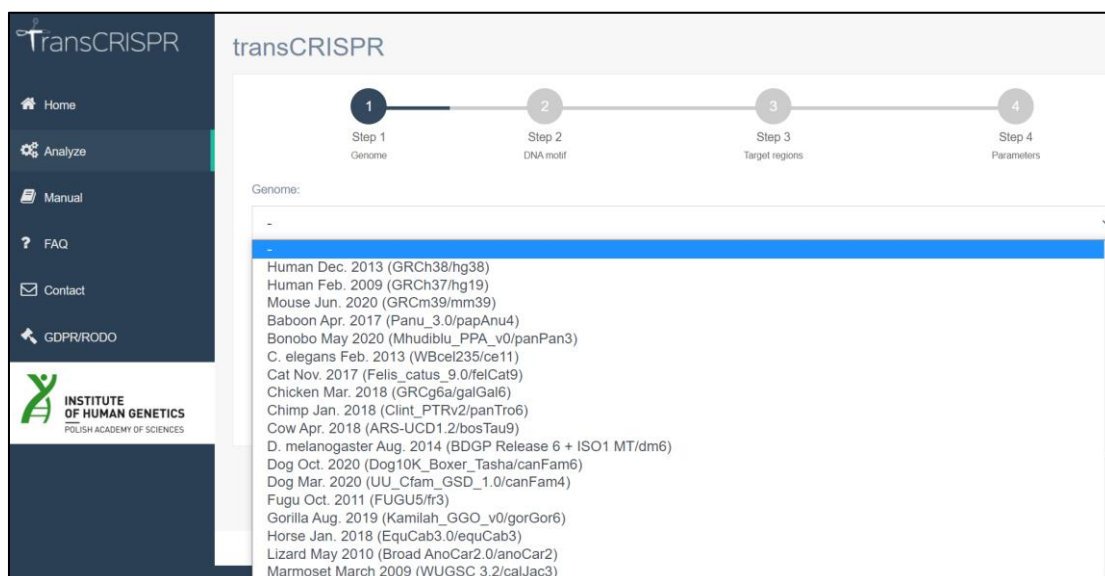 TransCRISPR
Home
Analyze
Manual
? FAQ
Contact
GDPR/RODO
INSTITUTE
OF HUMAN GENETICS
POLISH ACADEMY OF SCIENCES
transCRISPR
1
2
3
4
Step 1
Step 2
Step 3
Step 4
Genome
DNA motif
Target regions
Parameters
Genome:
-
-
Human Dec. 2013 (GRCh38/hg38)
Human Feb. 2009 (GRCh37/hg19)
Mouse Jun. 2020 (GRCm39/mm39)
Baboon Apr. 2017 (Panu_3.0/papAnu4)
Bonobo May 2020 (Mhudiblu_PPA_v0/panPan3)
C. elegans Feb. 2013 (WBcel235/ce11)
Cat Nov. 2017 (Felis_catus_9.0/felCat9)
Chicken Mar. 2018 (GRCg6a/galGal6)
Chimp Jan. 2018 (Clint_PTRv2/panTro6)
Cow Apr. 2018 (ARS-UCD1.2/bosTau9)
D. melanogaster Aug. 2014 (BDGP Release 6 + ISO1 MT/dm6)
Dog Oct. 2020 (Dog10K_Boxer_Tasha/canFam6)
Dog Mar. 2020 (UU_Cfam_GSD_1.0/canFam4)
Fugu Oct. 2011 (FUGU5/fr3)
Gorilla Aug. 2019 (Kamilah_GGO_v0/gorGor6)
Horse Jan. 2018 (EquCab3.0/equCab3)
Lizard May 2010 (Broad AnoCar2.0/anoCar2)
Marmoset March 2009 (WUGSC 3.2/calJac3)